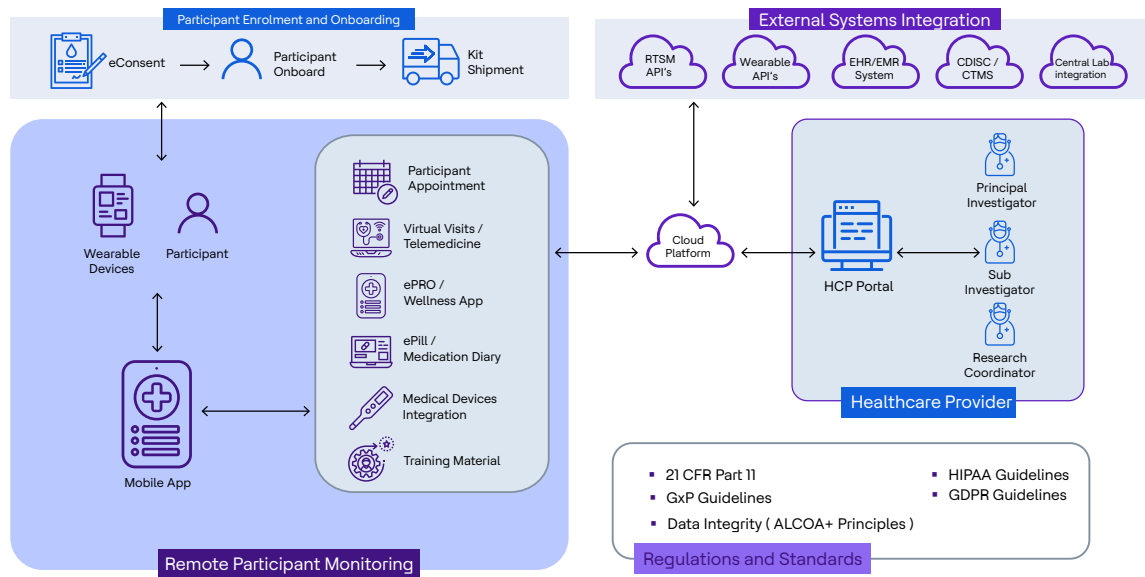 Participant Enrolment and Onboarding
eConsent
Participant
Onboard
Kit
Shipment
External Systems Integration
RTSM
API's
Wearable
API's
EHR/EMR
System
CDISC /
CTMS
Central Lab
integration
Wearable
Devices
Participant
Mobile App
Participant
Appointment
Virtual Visits /
Telemedicine
ePRO /
Wellness App
ePill /
Medication Diary
Medical Devices
Integration
Training Material
Remote Participant Monitoring
Cloud
Platform
HCP Portal
Principal
Investigator
Sub
Investigator
Research
Coordinator
Healthcare Provider
21 CFR Part 11
GxP Guidelines
Data Integrity ( ALCOA+ Principles )
HIPAA Guidelines
GDPR Guidelines
Regulations and Standards